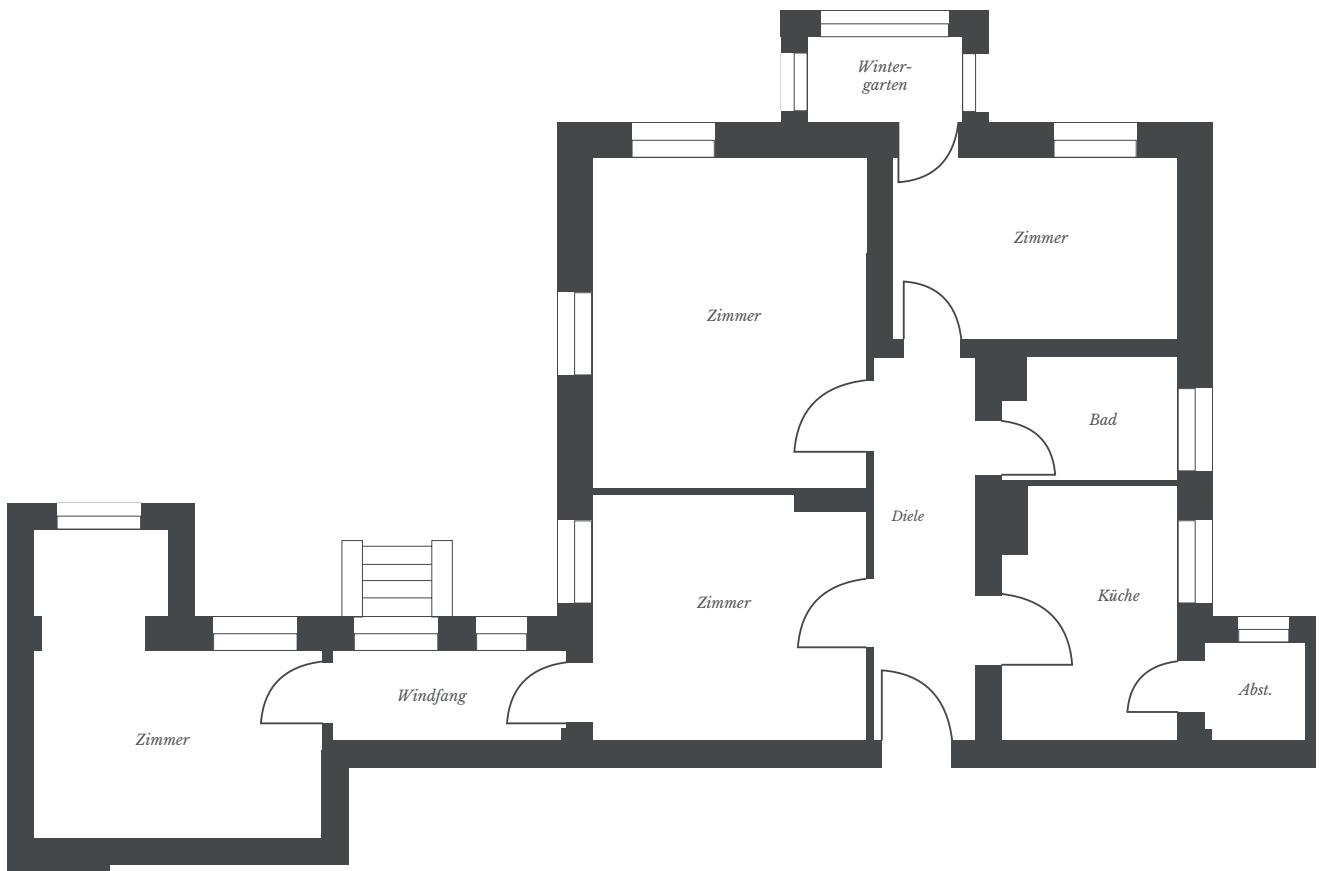 Winter-
garten
Zimmer
Zimmer
Bad
Diele
Zimmer
Küche
Abst.
Windfang
Zimmer